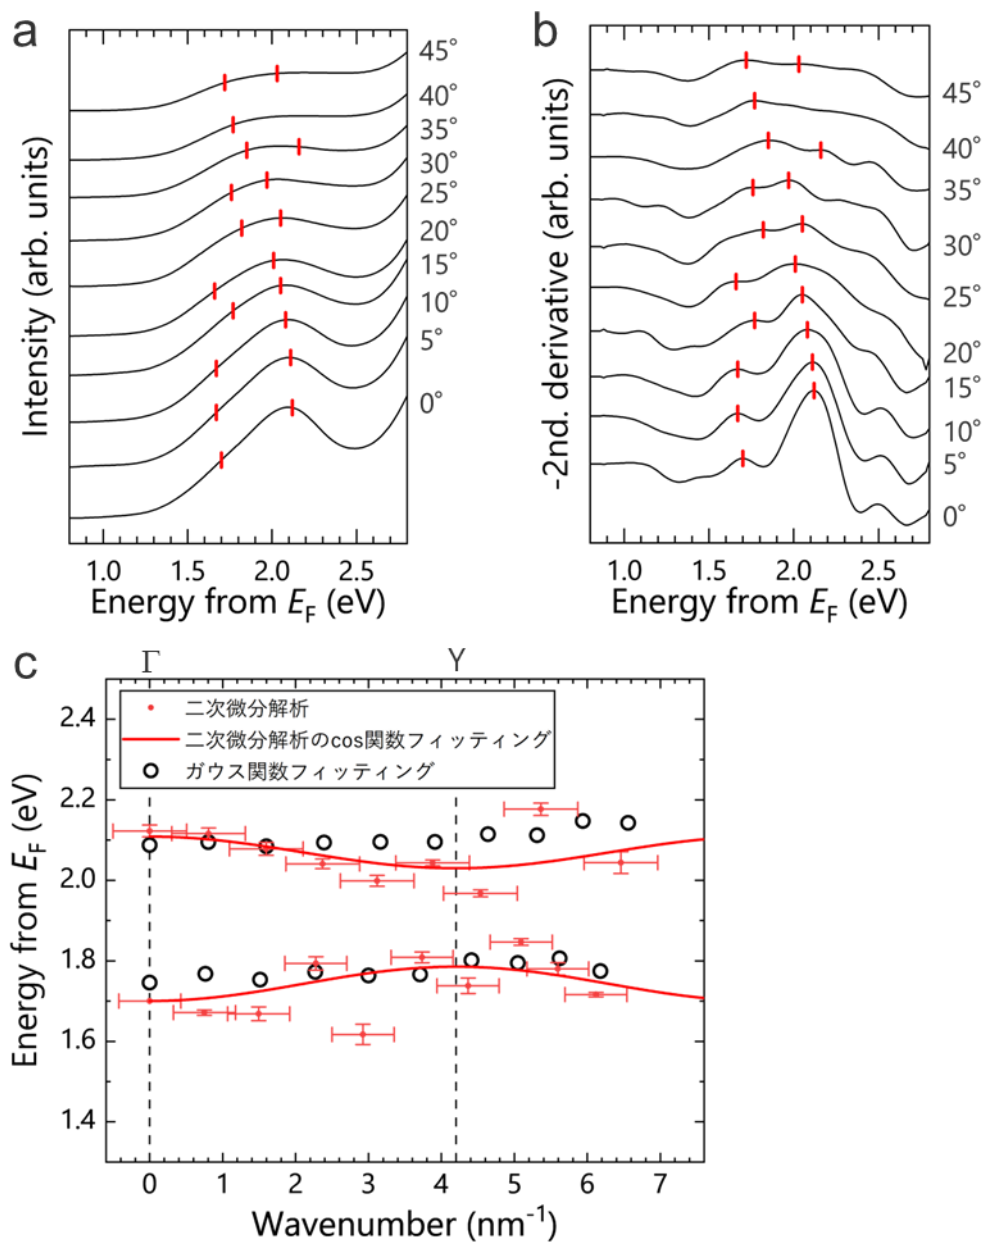 a
45°
40°
35°
30°
25°
20°
15°
10°
5°
0°
Intensity (arb. units)
1.0 1.5 2.0 2.5
Energy from E_F (eV)
b
45°
40°
35°
30°
25°
20°
15°
10°
5°
0°
-2nd. derivative (arb. units)
1.0 1.5 2.0 2.5
Energy from E_F (eV)
c
Γ Y
二次微分解析
二次微分解析のcos関数フィッティング
ガウス関数フィッティング
2.4
2.2
2.0
1.8
1.6
1.4
Energy from E_F (eV)
0 1 2 3 4 5 6 7
Wavenumber (nm⁻¹)